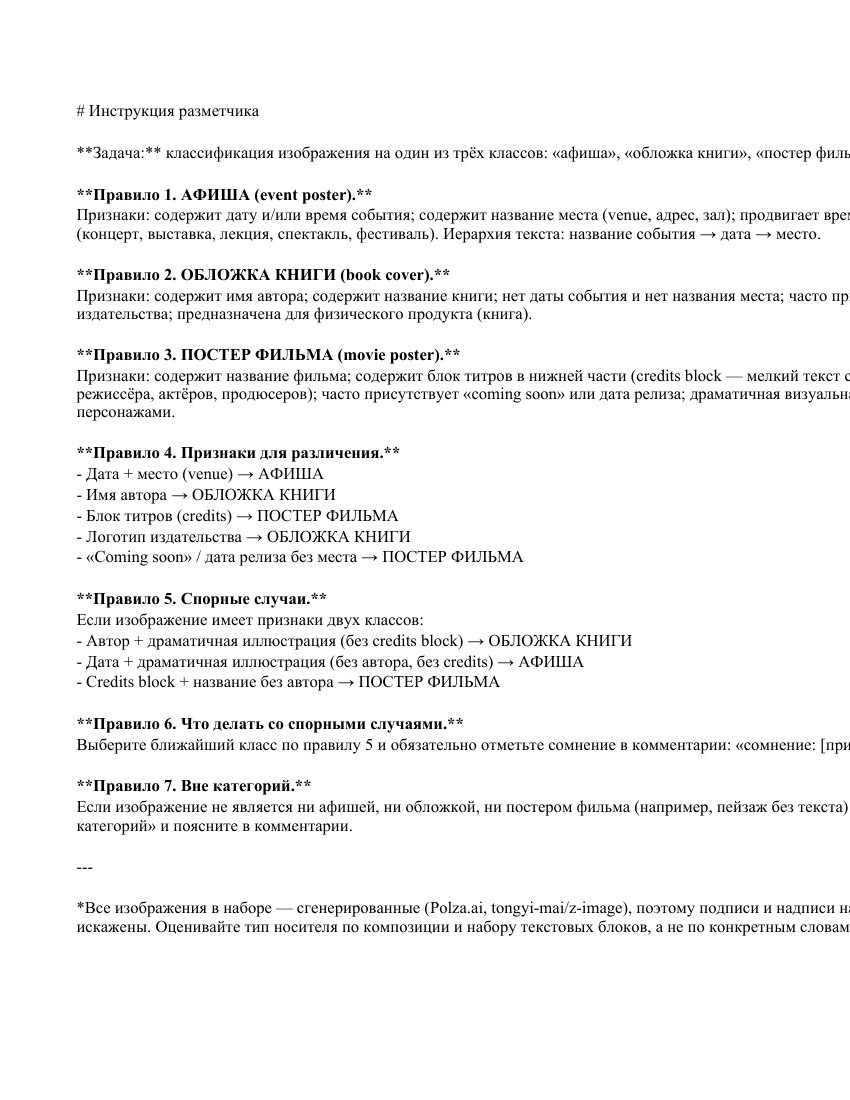 # Инструкция разметчика
**Задача:** классификация изображения на один из трёх классов: «афиша», «обложка книги», «постер
**Правило 1. АФИША (event poster).**
Признаки: содержит дату и/или время события; содержит название места (venue, адрес, зал); продвигает
(концерт, выставка, лекция, спектакль, фестиваль). Иерархия текста: название события → дата → место.
**Правило 2. ОБЛОЖКА КНИГИ (book cover).**
Признаки: содержит имя автора; содержит название книги; нет даты события и нет названия места; часто
издательства; предназначена для физического продукта (книга).
**Правило 3. ПОСТЕР ФИЛЬМА (movie poster).**
Признаки: содержит название фильма; содержит блок титров в нижней части (credits block — мелкий текст
режиссёра, актёров, продюсеров); часто присутствует «coming soon» или дата релиза; драматичная
персонажами.
**Правило 4. Признаки для различения.**
- Дата + место (venue) → АФИША
- Имя автора → ОБЛОЖКА КНИГИ
- Блок титров (credits) → ПОСТЕР ФИЛЬМА
- Логотип издательства → ОБЛОЖКА КНИГИ
- «Coming soon» / дата релиза без места → ПОСТЕР ФИЛЬМА
**Правило 5. Спорные случаи.**
Если изображение имеет признаки двух классов:
- Автор + драматичная иллюстрация (без credits block) → ОБЛОЖКА КНИГИ
- Дата + драматичная иллюстрация (без автора, без credits) → АФИША
- Credits block + название без автора → ПОСТЕР ФИЛЬМА
**Правило 6. Что делать со спорными случаями.**
Выберите ближайший класс по правилу 5 и обязательно отметьте сомнение в комментарии: «сомнение:
**Правило 7. Вне категорий.**
Если изображение не является ни афишей, ни обложкой, ни постером фильма (например, пейзаж без текста)
категорий» и поясните в комментарии.
---
*Все изображения в наборе — сгенерированные (Polza.ai, tongyi-mai/z-image), поэтому подписи и надписи
искажены. Оценивайте тип носителя по композиции и набору текстовых блоков, а не по конкретным словам